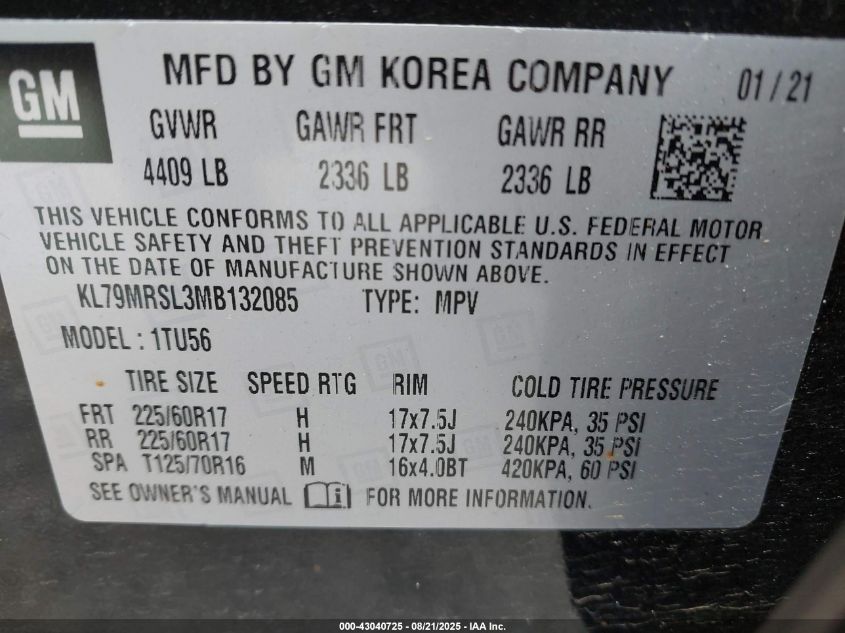 GM
MFD BY GM KOREA COMPANY 01/21
GVWR GAWR FRT GAWR RR
4409 LB 2336 LB 2336 LB
THIS VEHICLE CONFORMS TO ALL APPLICABLE U.S. FEDERAL MOTOR
VEHICLE SAFETY AND THEFT PREVENTION STANDARDS IN EFFECT
ON THE DATE OF MANUFACTURE SHOWN ABOVE.
KL79MRSL3MB132085 TYPE: MPV
MODEL: 1TU56
TIRE SIZE SPEED RTG RIM COLD TIRE PRESSURE
FRT 225/60R17 H 17x7.5J 240KPA, 35 PSI
RR 225/60R17 H 17x7.5J 240KPA, 35 PSI
SPA T125/70R16 M 16x4.0BT 420KPA, 60 PSI
SEE OWNER'S MANUAL FOR MORE INFORMATION.
000-43040725 - 08/21/2025 - IAA Inc.